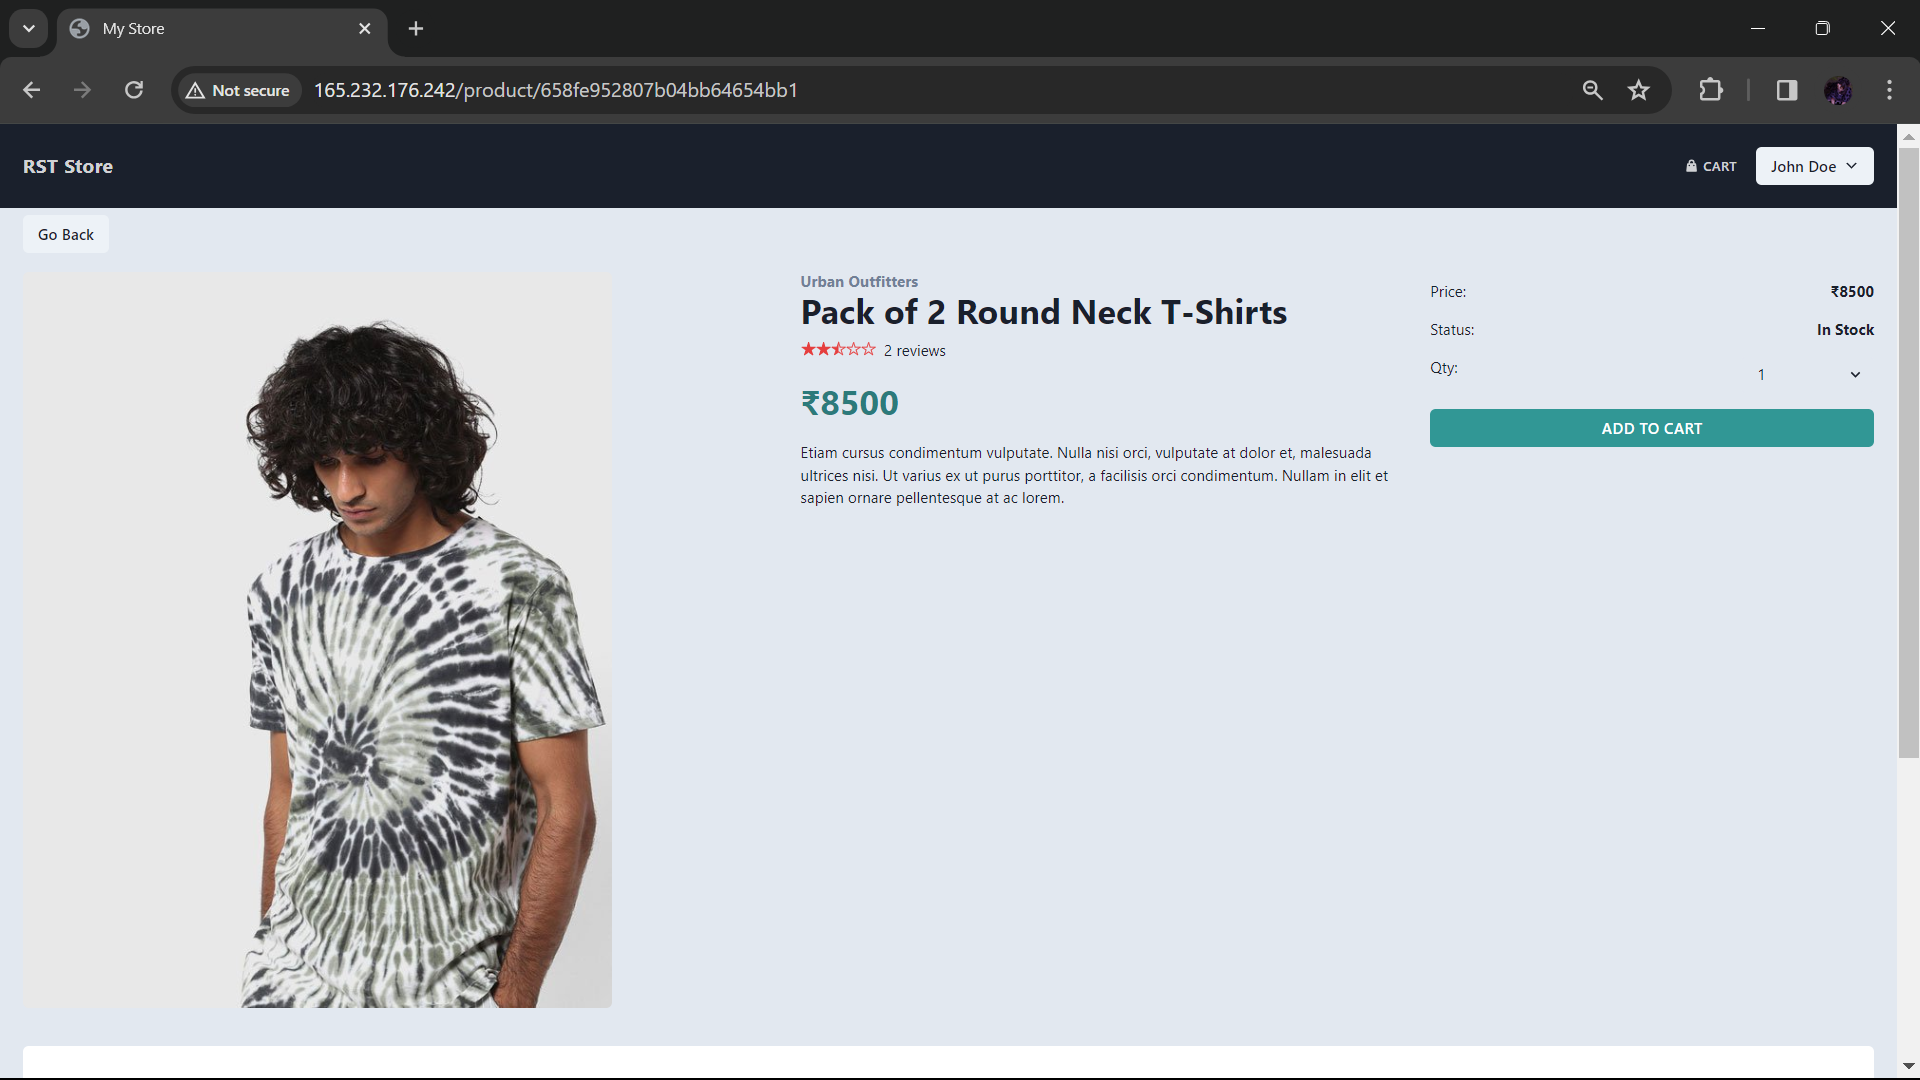 My Store
Not secure
165.232.176.242/product/658fe952807b04bb64654bb1
RST Store
CART
John Doe
Go Back
Urban Outfitters
Pack of 2 Round Neck T-Shirts
2 reviews
₹8500
Etiam cursus condimentum vulputate. Nulla nisi orci, vulputate at dolor et, malesuada
ultrices nisi. Ut varius ex ut purus porttitor, a facilisis orci condimentum. Nullam in elit et
sapien ornare pellentesque at ac lorem.
Price: ₹8500
Status: In Stock
Qty: 1
ADD TO CART